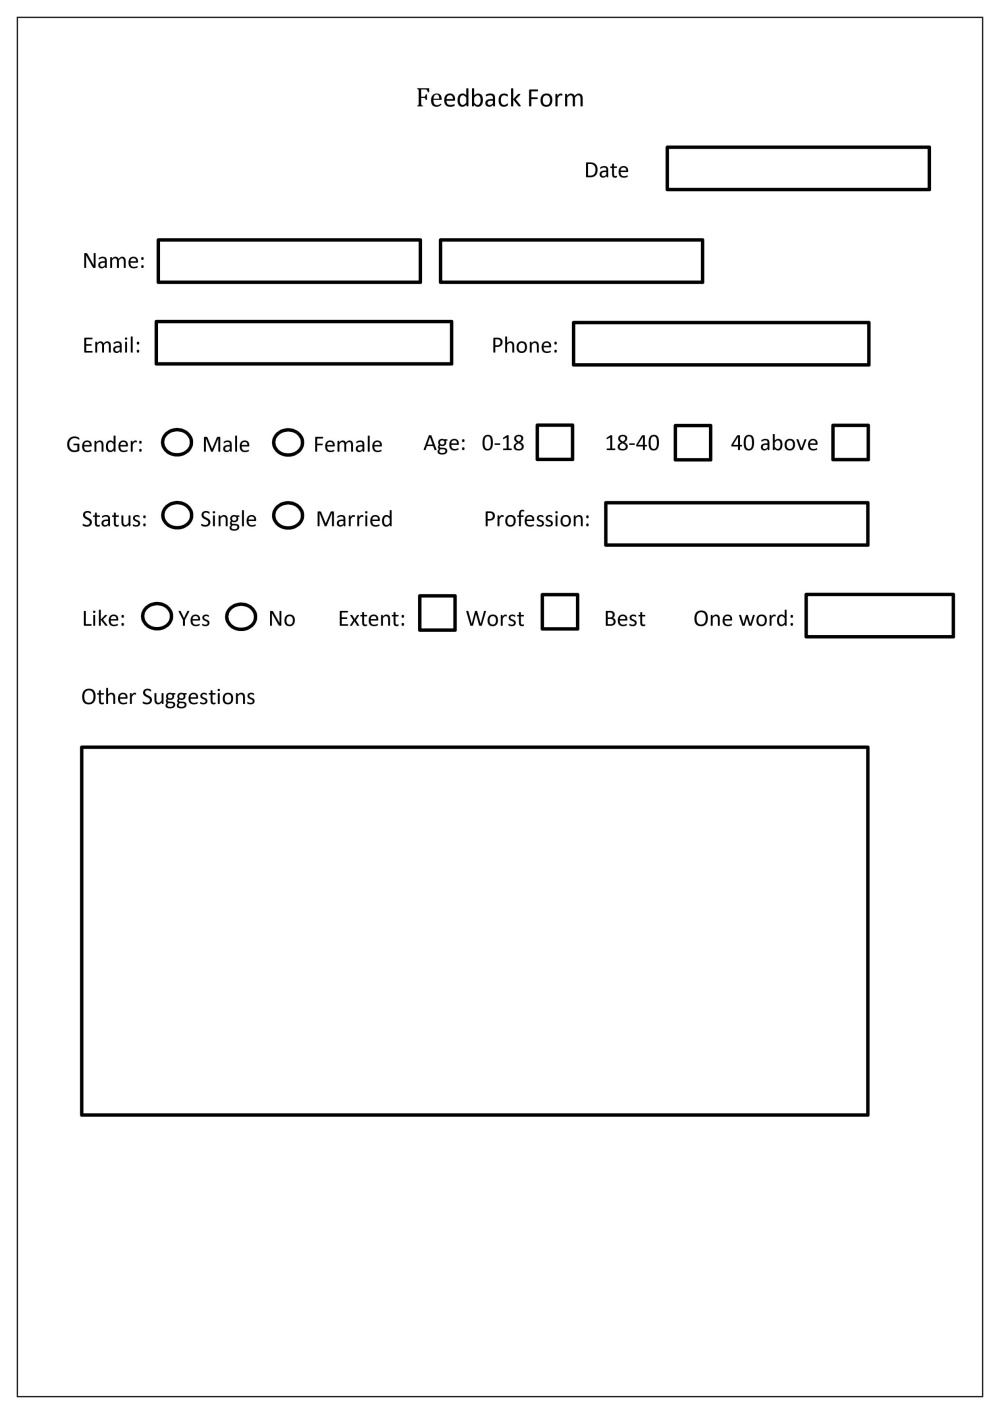 Feedback Form
Date
Name:
Email: Phone:
Gender: Male Female Age: 0-18 18-40 40 above
Status: Single Married Profession:
Like: Yes No Extent: Worst Best One word:
Other Suggestions